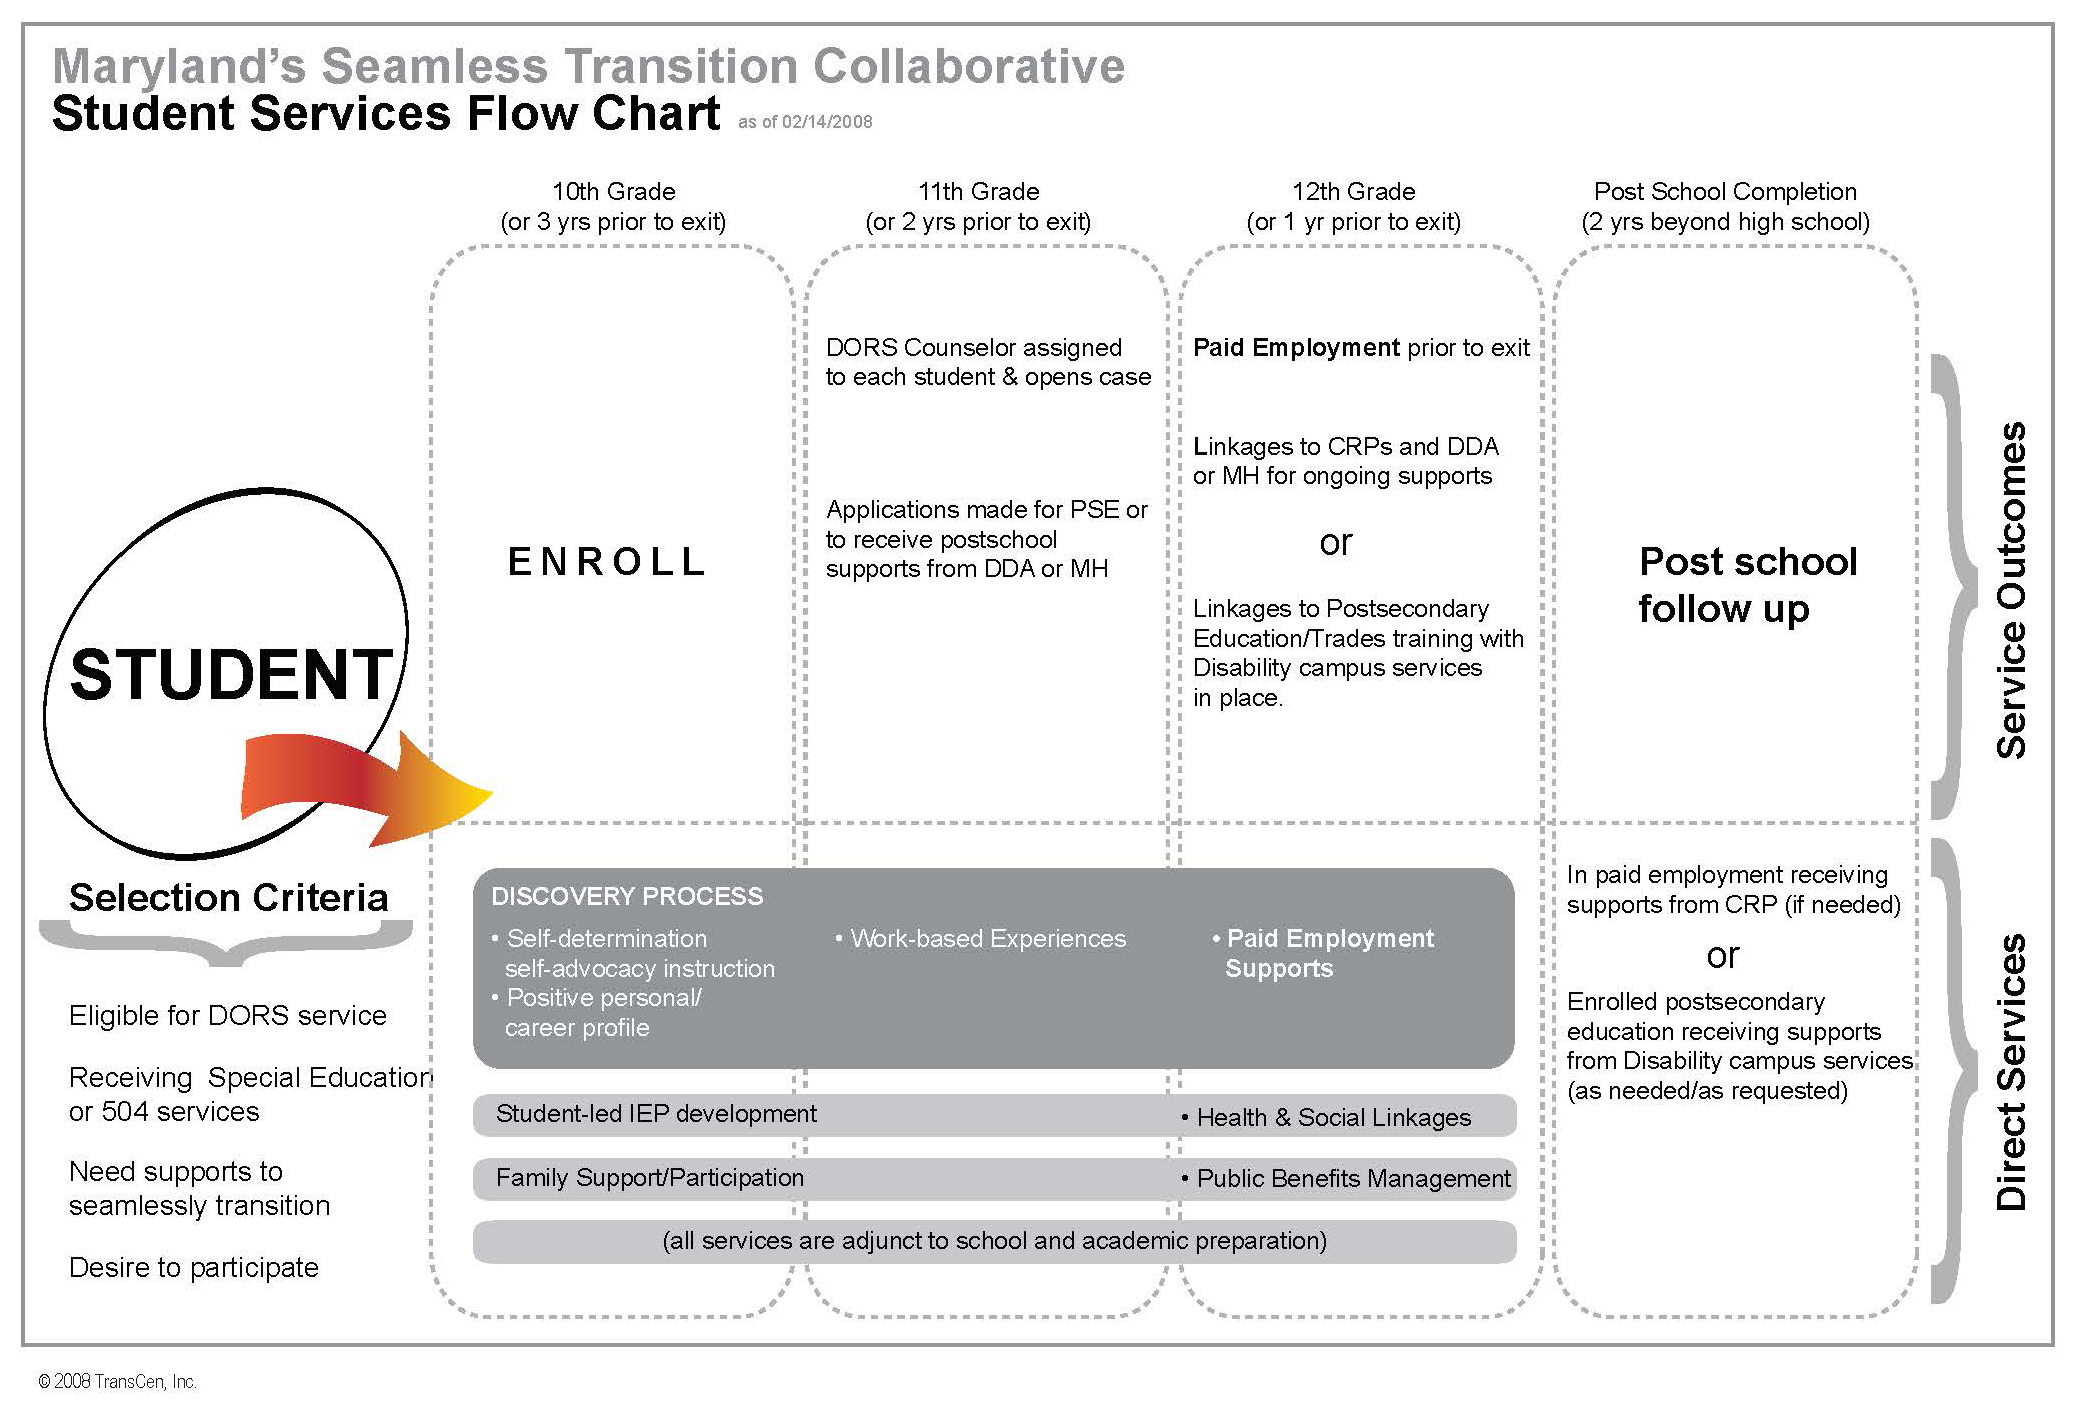 Maryland's Seamless Transition Collaborative
Student Services Flow Chart as of 02/14/2008
10th Grade
(or 3 yrs prior to exit)
11th Grade
(or 2 yrs prior to exit)
12th Grade
(or 1 yr prior to exit)
Post School Completion
(2 yrs beyond high school)
STUDENT
Selection Criteria
Eligible for DORS service
Receiving Special Education
or 504 services
Need supports to
seamlessly transition
Desire to participate
ENROLL
DORS Counselor assigned
to each student & opens case
Applications made for PSE or
to receive postschool
supports from DDA or MH
Paid Employment prior to exit
Linkages to CRPs and DDA
or MH for ongoing supports
or
Linkages to Postsecondary
Education/Trades training with
Disability campus services
in place.
Post school
follow up
Service Outcomes
DISCOVERY PROCESS
• Self-determination
self-advocacy instruction
• Positive personal/
career profile
• Work-based Experiences
• Paid Employment
Supports
Student-led IEP development
• Health & Social Linkages
Family Support/Participation
• Public Benefits Management
(all services are adjunct to school and academic preparation)
In paid employment receiving
supports from CRP (if needed)
or
Enrolled postsecondary
education receiving supports
from Disability campus services
(as needed/as requested)
Direct Services
© 2008 TransCen, Inc.